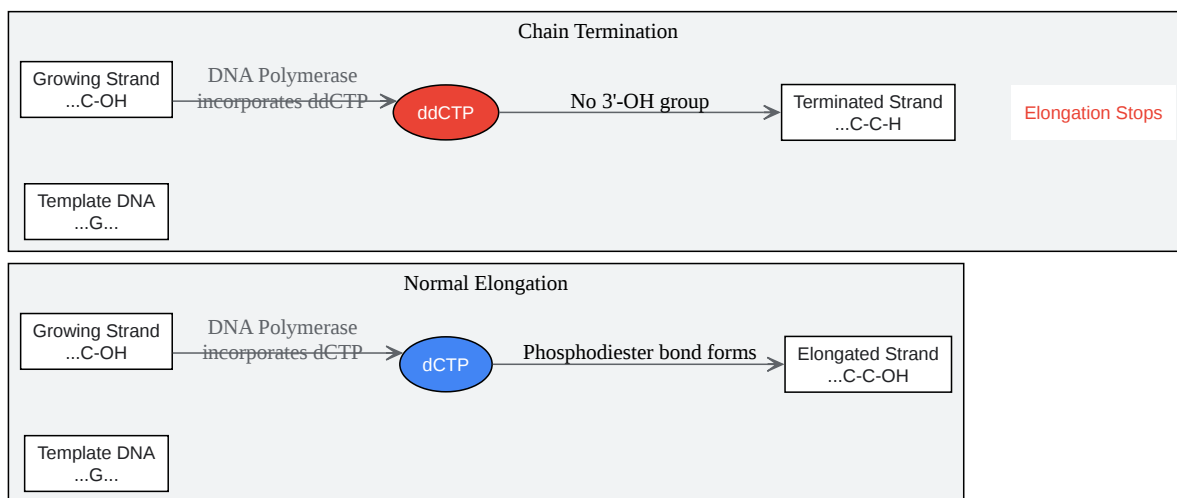 Chain Termination
Growing Strand
...C-OH
DNA Polymerase
incorporates ddCTP
ddCTP
No 3'-OH group
Terminated Strand
...C-C-H
Elongation Stops
Template DNA
...G...
Normal Elongation
Growing Strand
...C-OH
DNA Polymerase
incorporates dCTP
dCTP
Phosphodiester bond forms
Elongated Strand
...C-C-OH
Template DNA
...G...